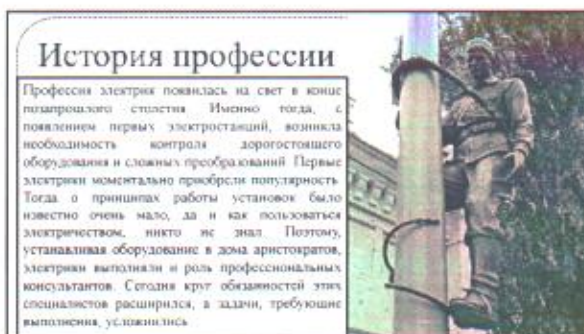 История профессии
Профессия электрик появилась на свет в конце
позапрошлого столетия Именно тогда, с
появлением первых электростанций, возникла
необходимость контроля дорогостоящего
оборудования и сложных преобразований Первые
электрики моментально приобрели популярность
Тогда о принципах работы установок было
известно очень мало, да и как пользоваться
электричеством, никто не знал Поэтому,
устанавливая оборудование в дома аристократов,
электрики выполняли и роль профессиональных
консультантов. Сегодня круг обязанностей этих
специалистов расширился, а задачи, требующие
выполнения, усложнились